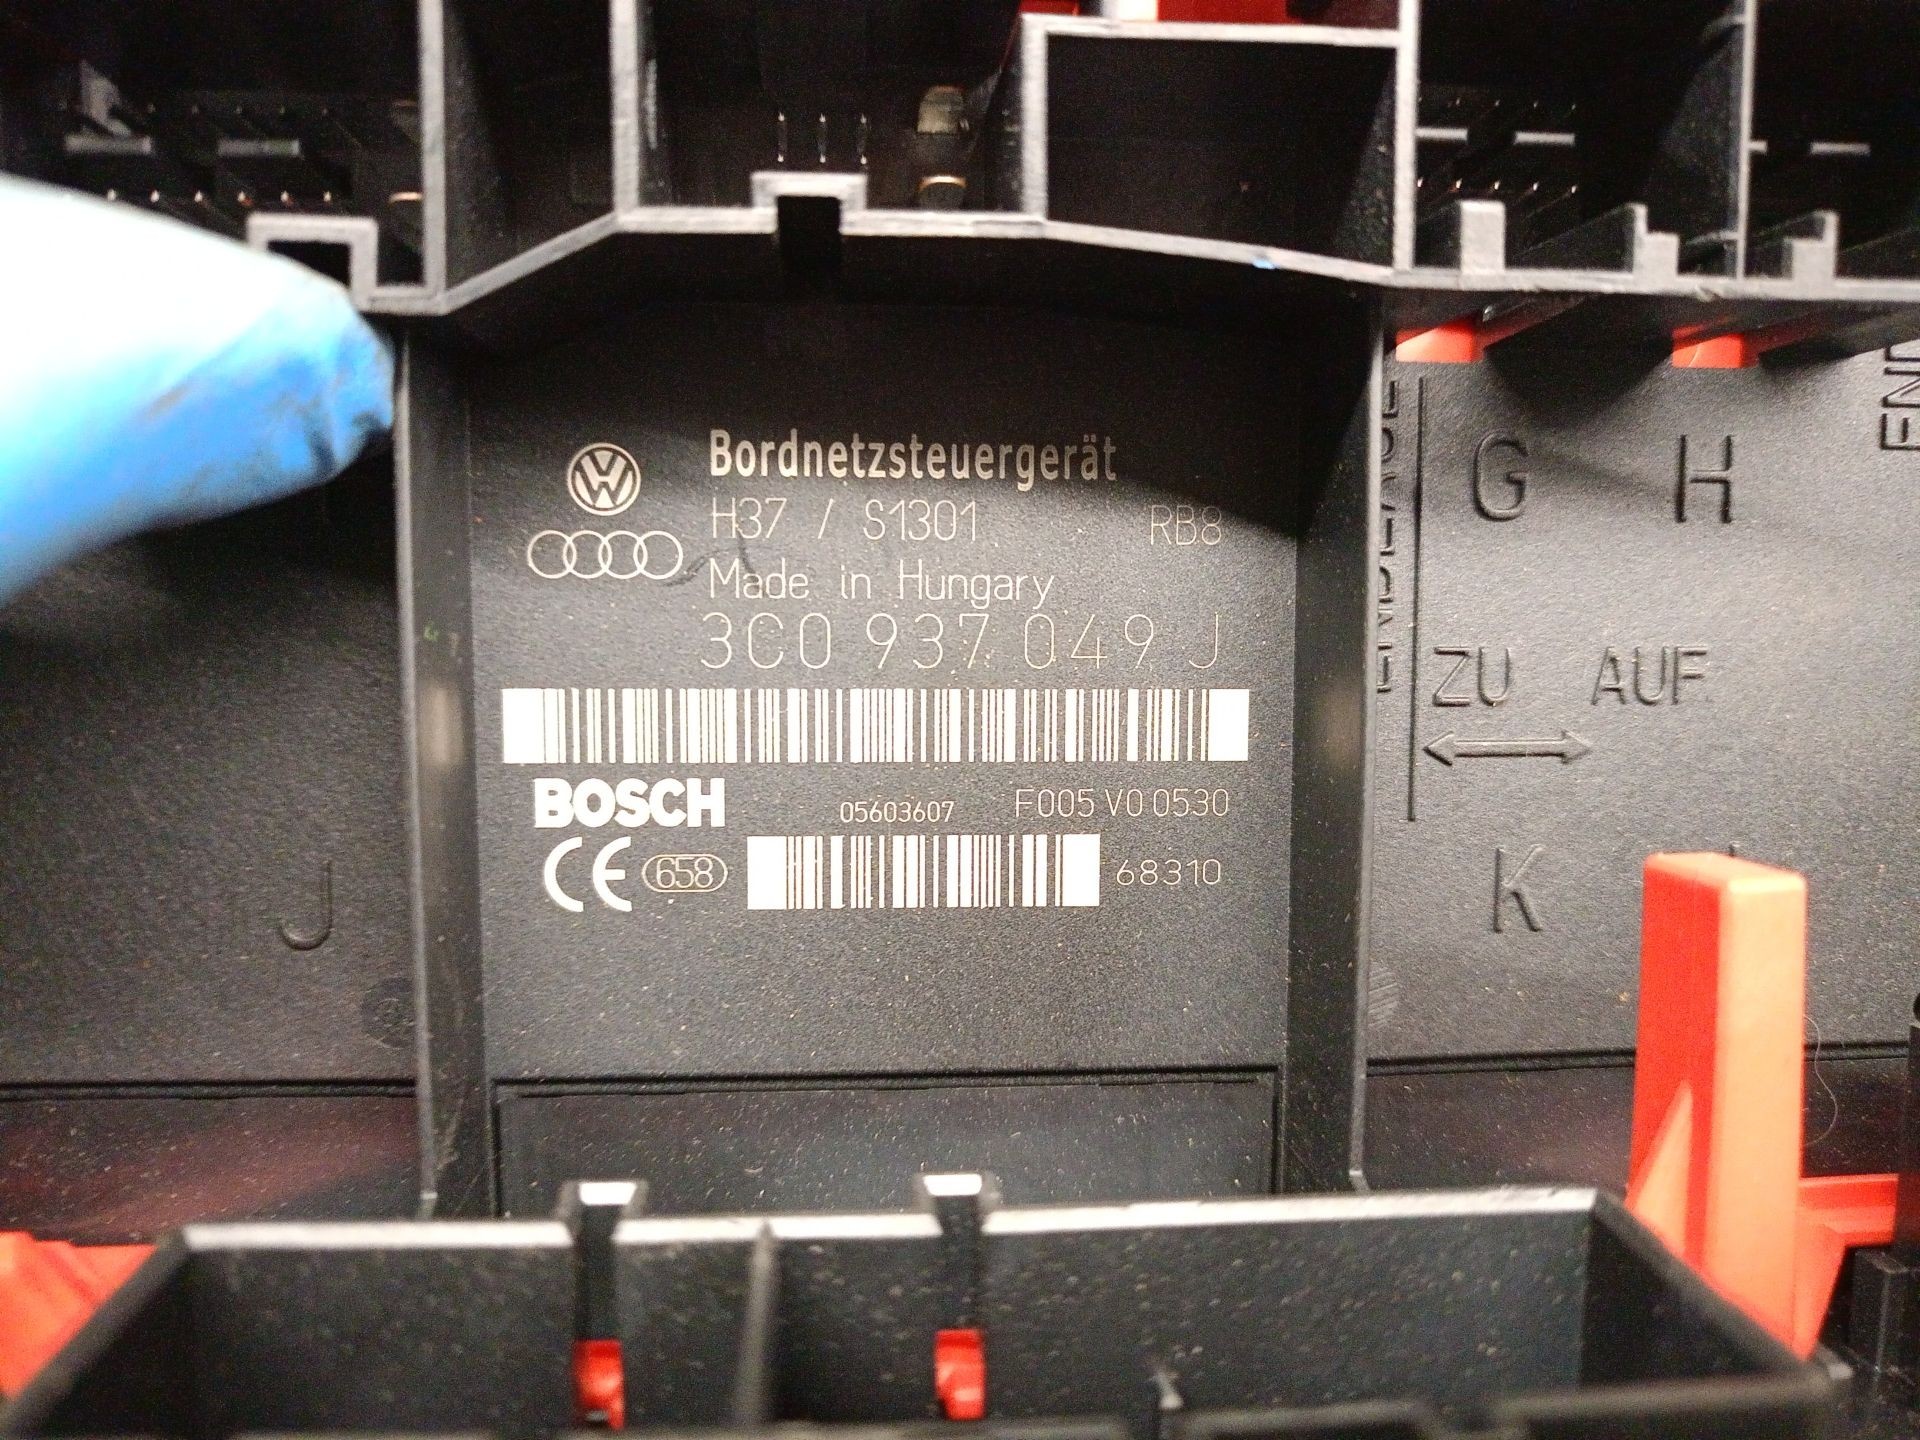 Bordnetzsteuergerät
H37 / S1301 RB8
Made in Hungary
3C0 937 049 J
BOSCH 05603607 F005 V0 0530
CE 658 68310
G H
ZU AUF
J
K